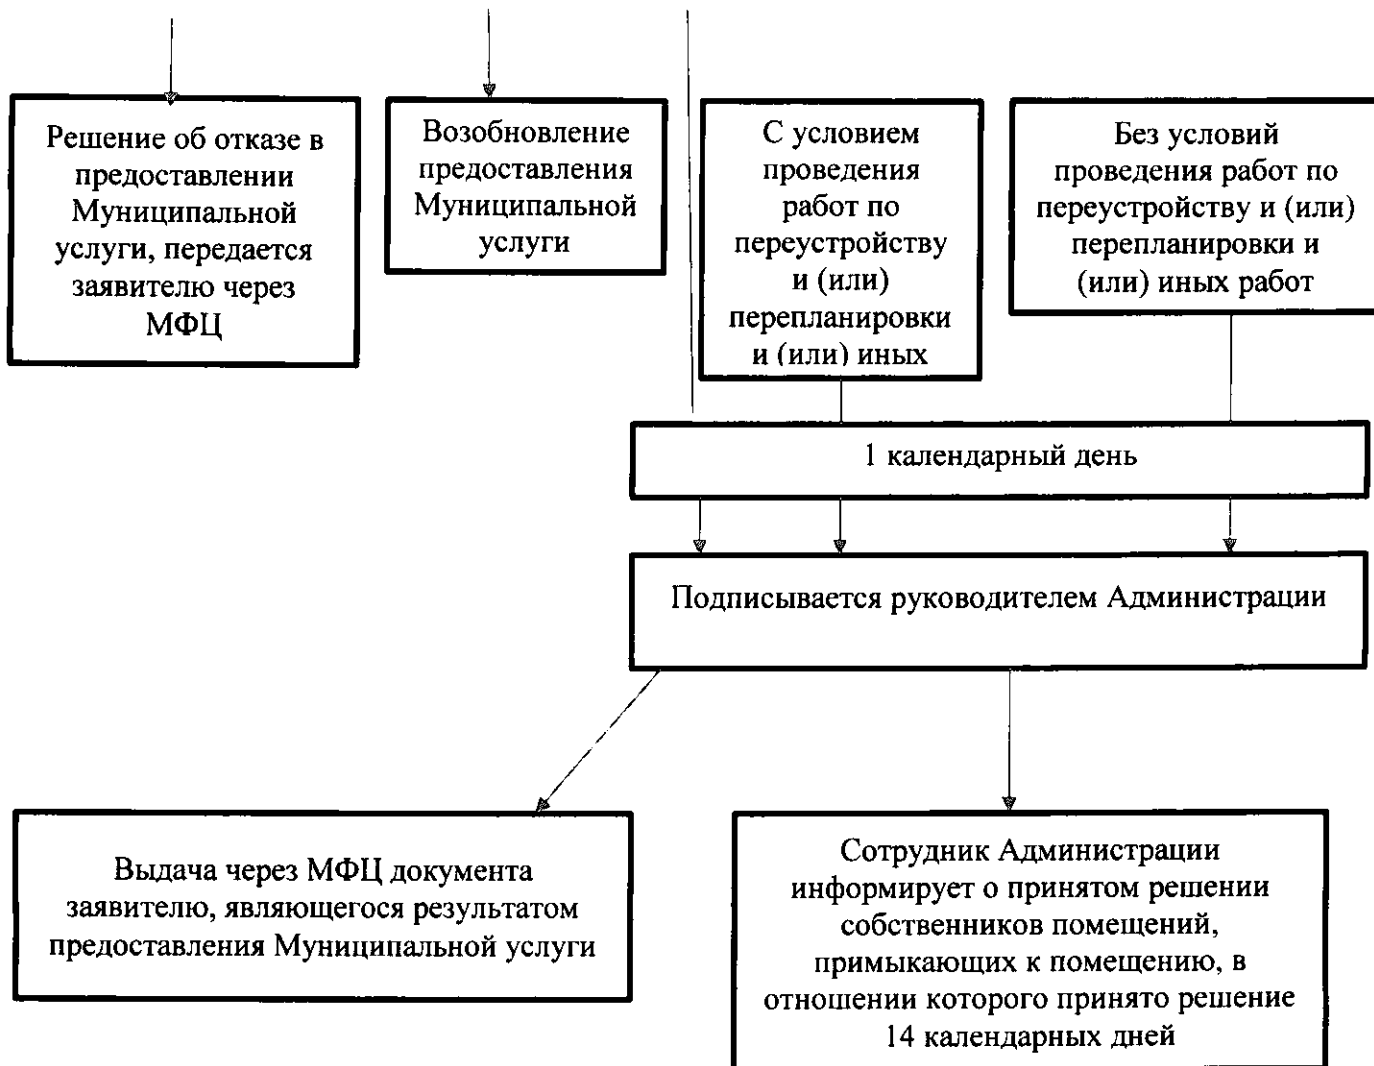 Решение об отказе в
предоставлении
Муниципальной
услуги, передается
заявителю через
МФЦ
Возобновление
предоставления
Муниципальной
услуги
С условием
проведения
работ по
переустройству
и (или)
перепланировки
и (или) иных
Без условий
проведения работ по
переустройству и (или)
перепланировки и
(или) иных работ
1 календарный день
Подписывается руководителем Администрации
Выдача через МФЦ документа
заявителю, являющегося результатом
предоставления Муниципальной услуги
Сотрудник Администрации
информирует о принятом решении
собственников помещений,
примыкающих к помещению, в
отношении которого принято решение
14 календарных дней